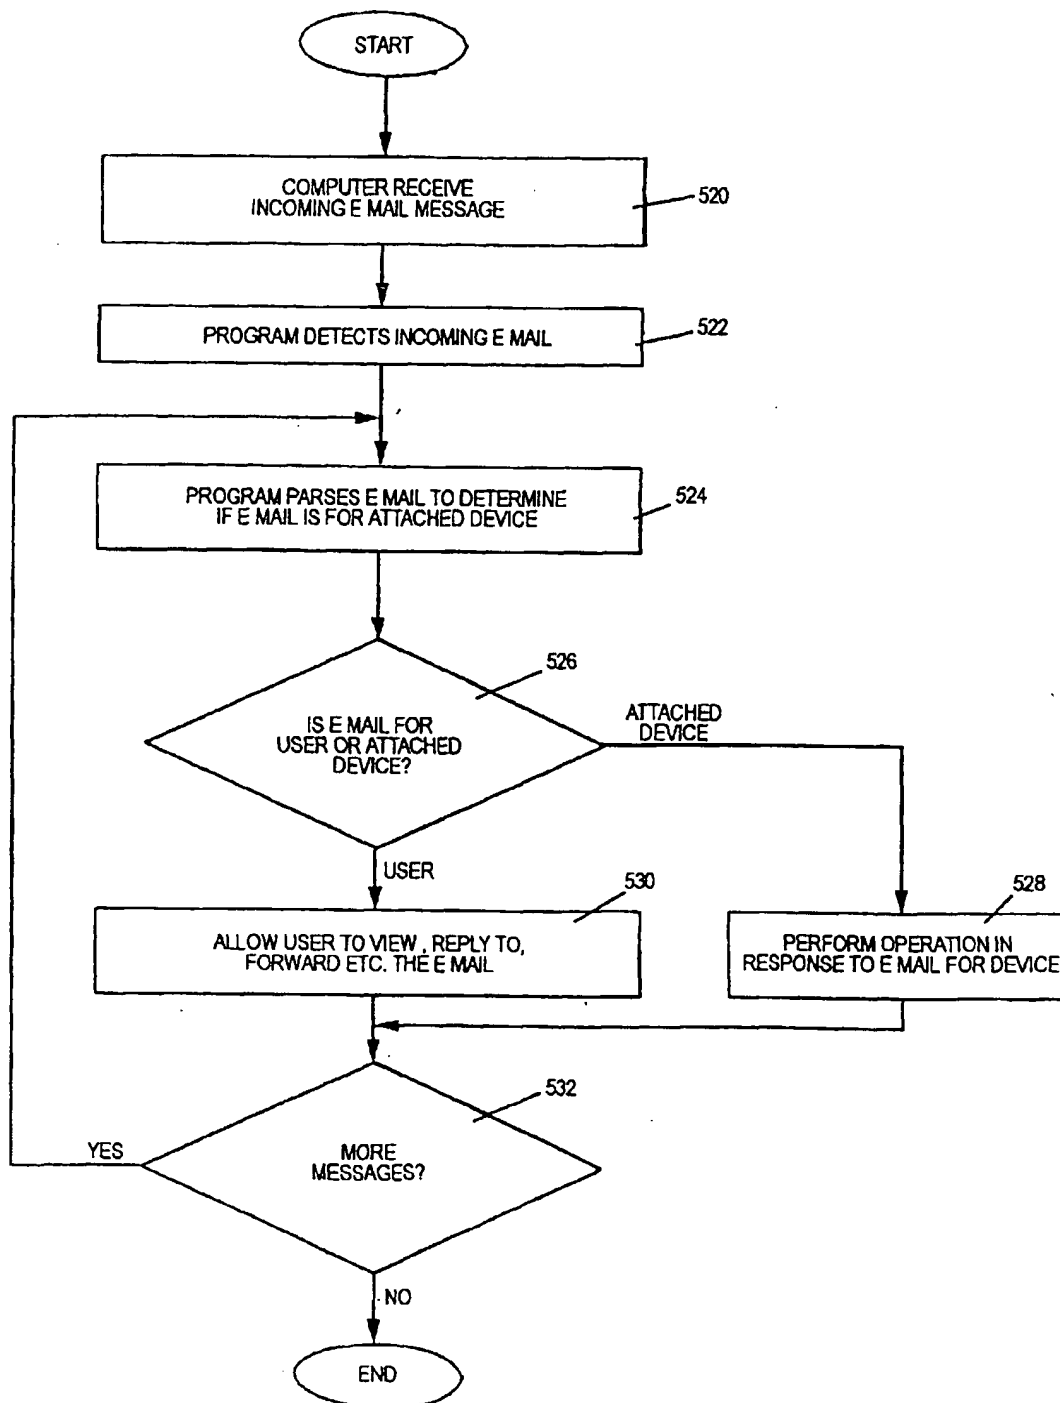 START
COMPUTER RECEIVE
INCOMING E MAIL MESSAGE
520
PROGRAM DETECTS INCOMING E MAIL
522
PROGRAM PARSES E MAIL TO DETERMINE
IF E MAIL IS FOR ATTACHED DEVICE
524
526
IS E MAIL FOR
USER OR ATTACHED
DEVICE?
ATTACHED
DEVICE
USER
530
528
ALLOW USER TO VIEW , REPLY TO,
FORWARD ETC. THE E MAIL
PERFORM OPERATION IN
RESPONSE TO E MAIL FOR DEVICE
532
YES
MORE
MESSAGES?
NO
END